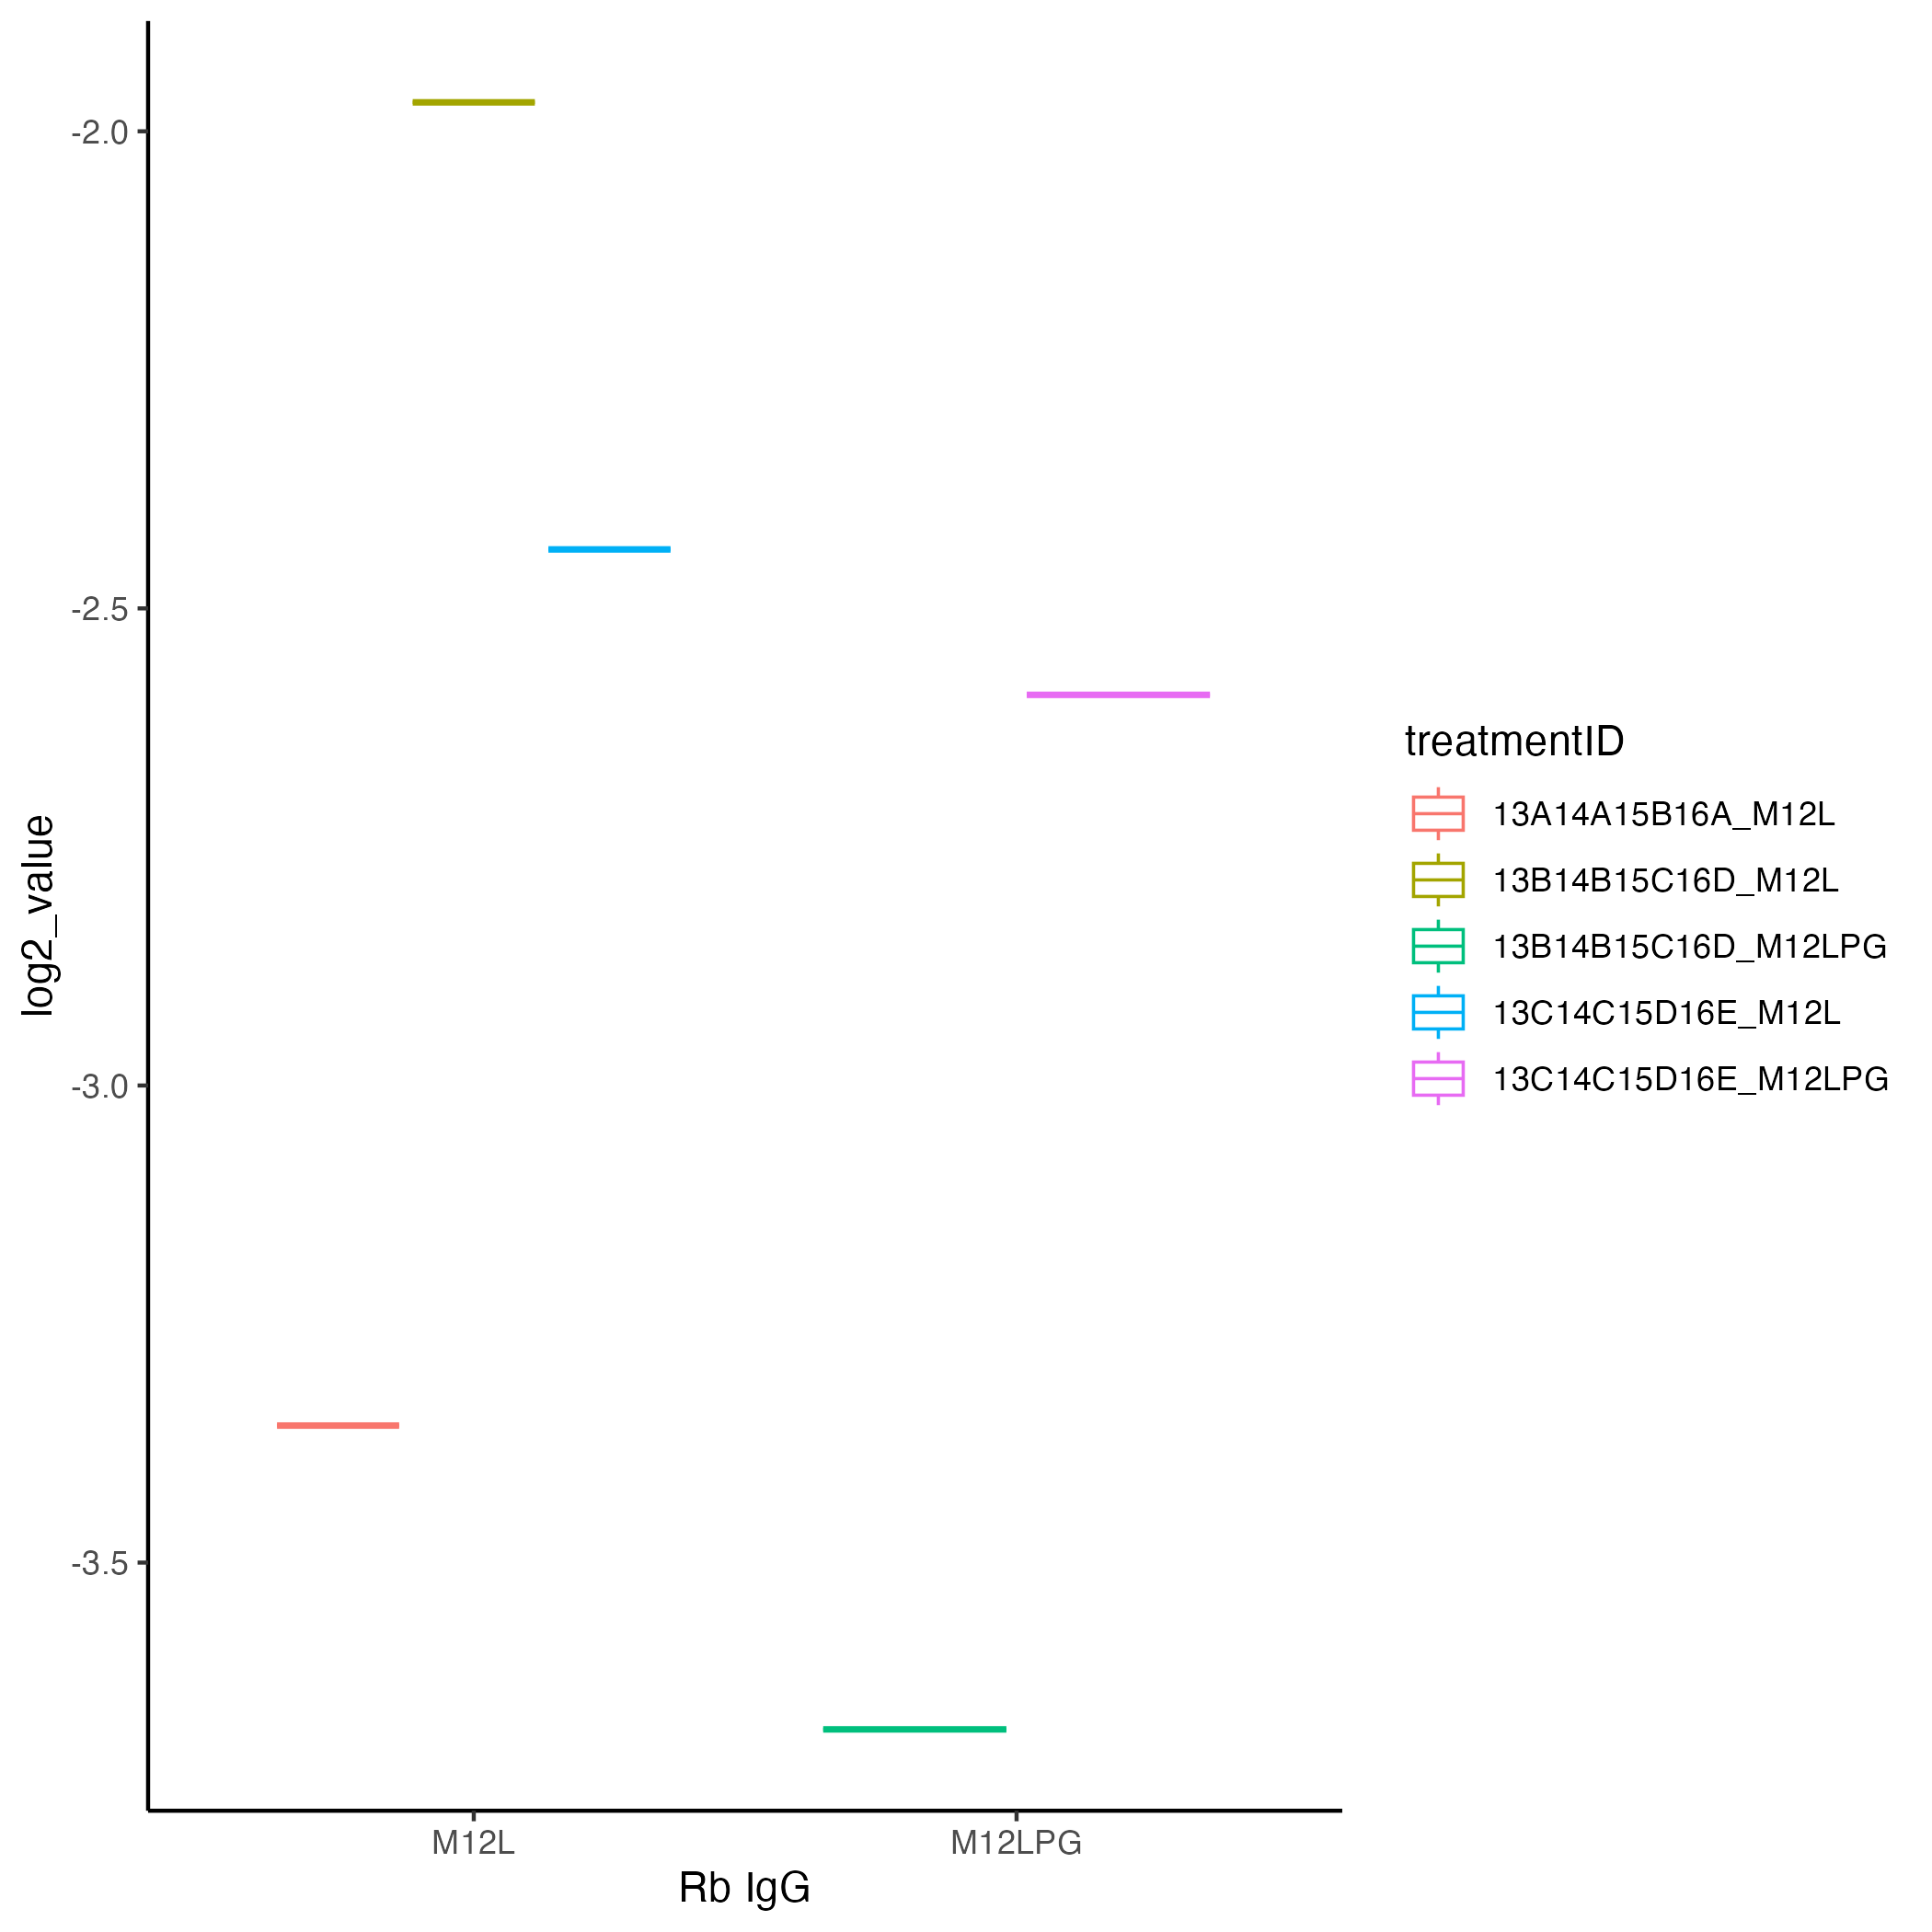 log2_value
-2.0
-2.5
-3.0
-3.5
M12L
M12LPG
Rb IgG
treatmentID
13A14A15B16A_M12L
13B14B15C16D_M12L
13B14B15C16D_M12LPG
13C14C15D16E_M12L
13C14C15D16E_M12LPG